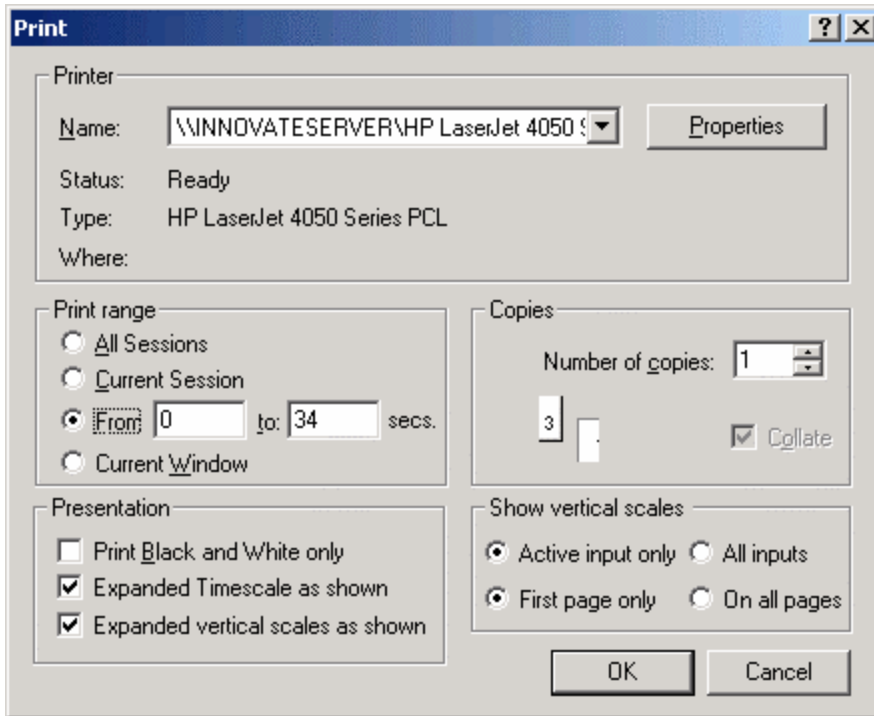 Print
Printer
Name: \\INNOVATESERVER\HP LaserJet 4050 S
Properties
Status: Ready
Type: HP LaserJet 4050 Series PCL
Where:
Print range
All Sessions
Current Session
From 0 to: 34 secs.
Current Window
Copies
Number of copies: 1
3
Collate
Presentation
Print Black and White only
Expanded Timescale as shown
Expanded vertical scales as shown
Show vertical scales
Active input only All inputs
First page only On all pages
OK Cancel